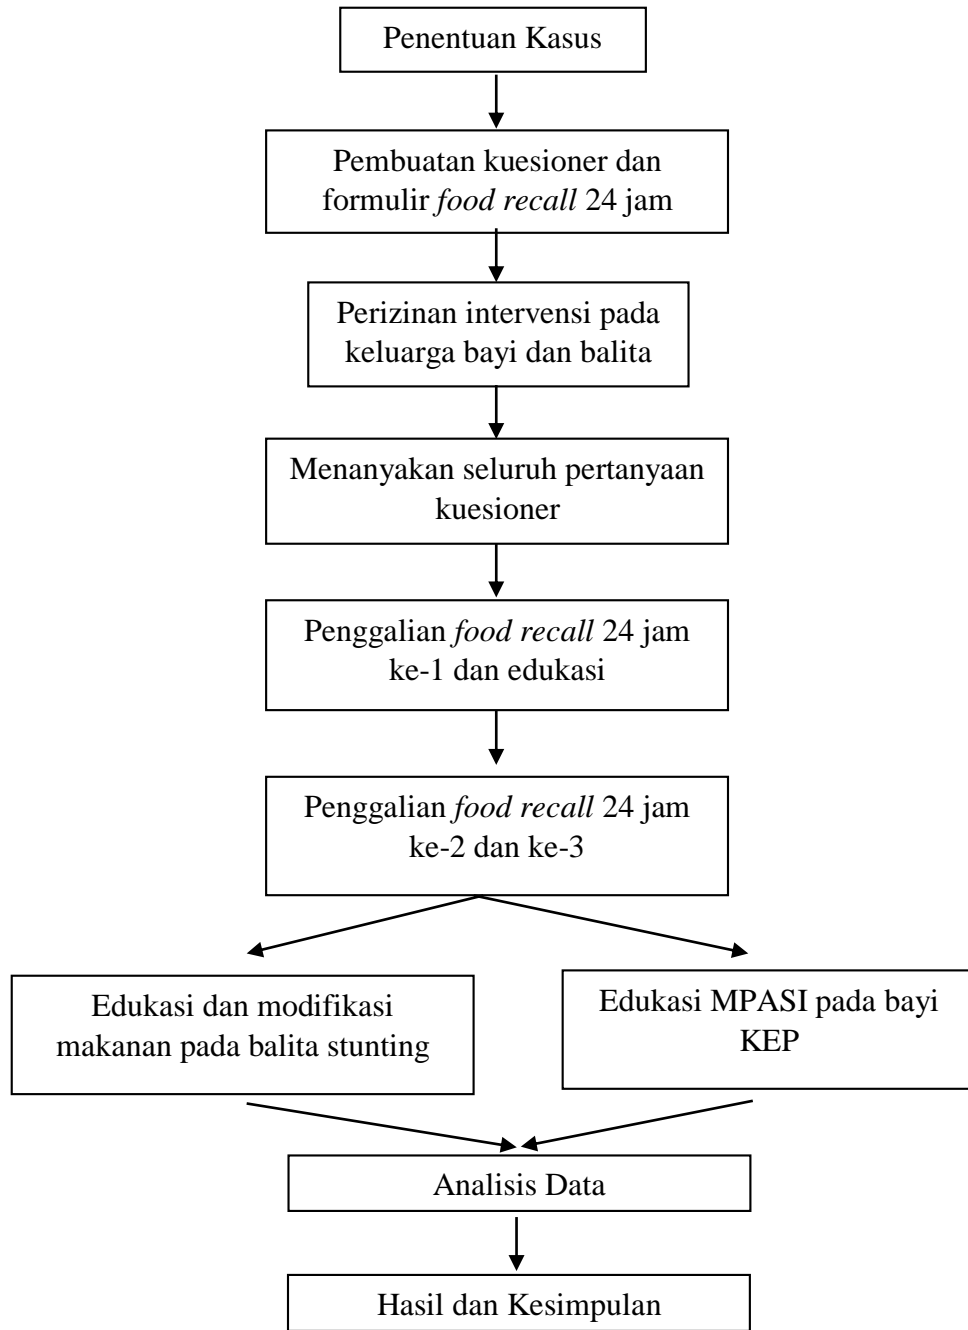 Penentuan Kasus
Pembuatan kuesioner dan
formulir food recall 24 jam
Perizinan intervensi pada
keluarga bayi dan balita
Menanyakan seluruh pertanyaan
kuesioner
Penggalian food recall 24 jam
ke-1 dan edukasi
Penggalian food recall 24 jam
ke-2 dan ke-3
Edukasi dan modifikasi
makanan pada balita stunting
Edukasi MPASI pada bayi
KEP
Analisis Data
Hasil dan Kesimpulan